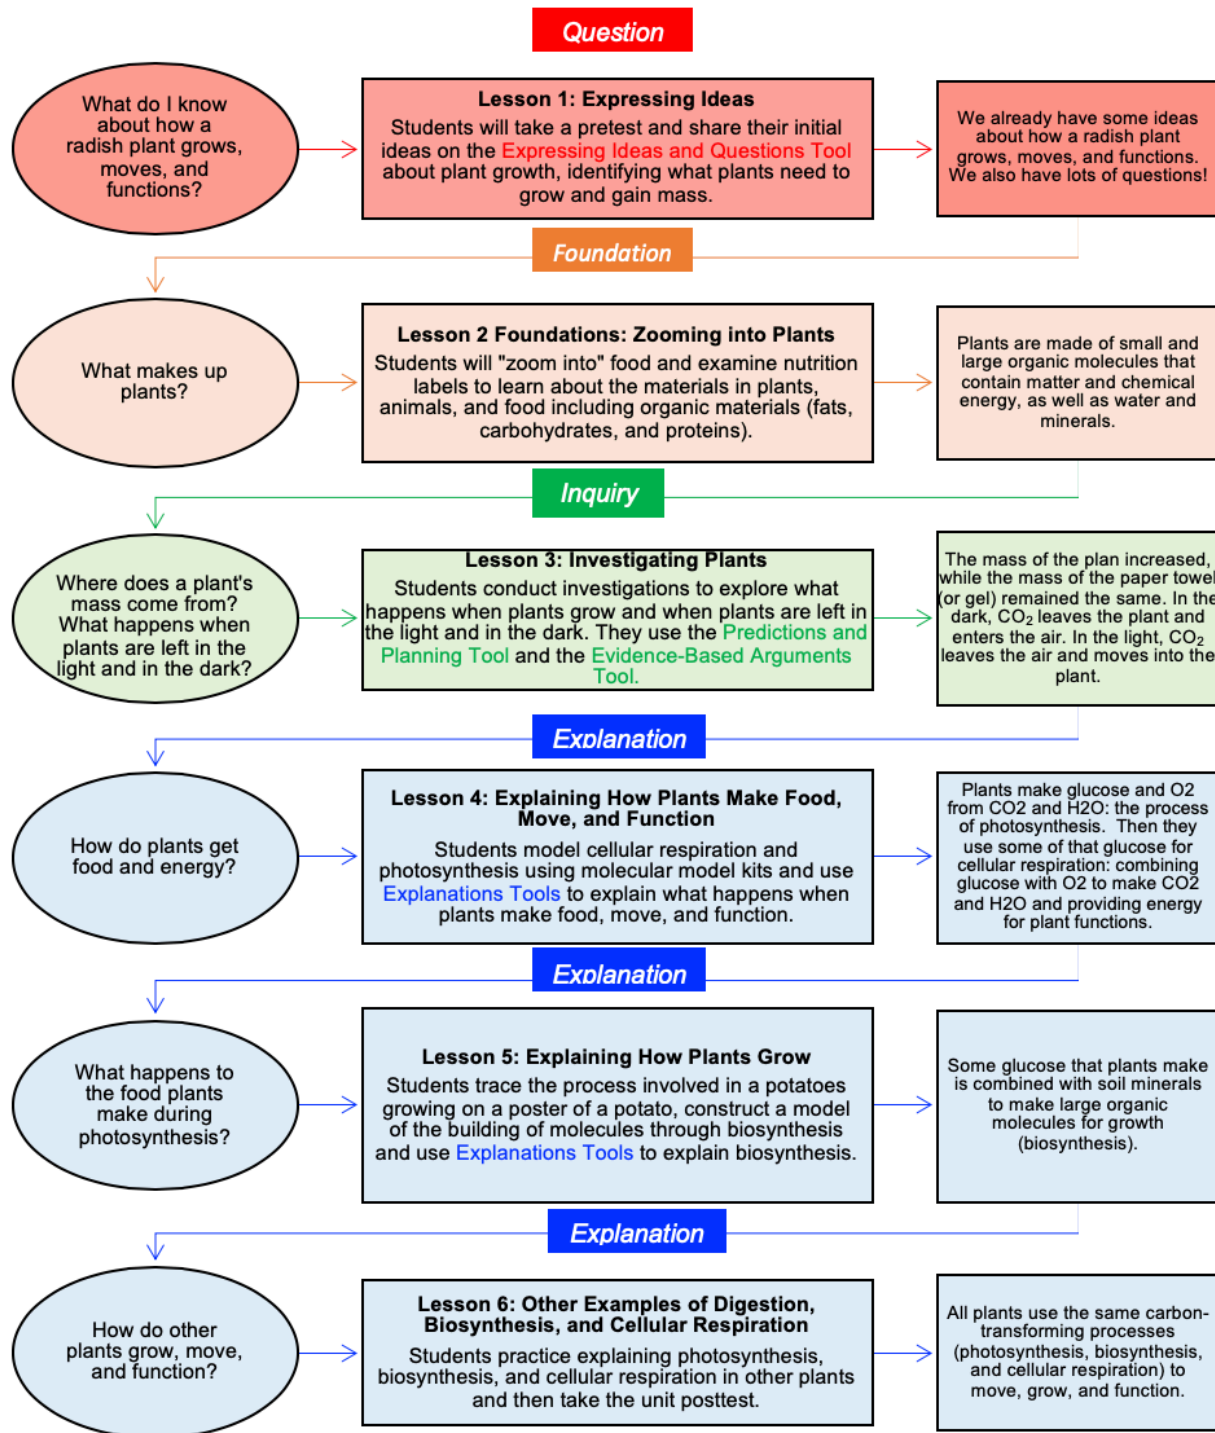 Question
What do I know
about how a
radish plant grows,
moves, and
functions?
Lesson 1: Expressing Ideas
Students will take a pretest and share their initial
ideas on the Expressing Ideas and Questions Tool
about plant growth, identifying what plants need to
grow and gain mass.
We already have some ideas
about how a radish plant
grows, moves, and functions.
We also have lots of questions!
Foundation
What makes up
plants?
Lesson 2 Foundations: Zooming into Plants
Students will "zoom into" food and examine nutrition
labels to learn about the materials in plants,
animals, and food including organic materials (fats,
carbohydrates, and proteins).
Plants are made of small and
large organic molecules that
contain matter and chemical
energy, as well as water and
minerals.
Inquiry
Where does a plant's
mass come from?
What happens when
plants are left in the
light and in the dark?
Lesson 3: Investigating Plants
Students conduct investigations to explore what
happens when plants grow and when plants are left in
the light and in the dark. They use the Predictions and
Planning Tool and the Evidence-Based Arguments
Tool.
The mass of the plan increased,
while the mass of the paper towel
(or gel) remained the same. In the
dark, CO₂ leaves the plant and
enters the air. In the light, CO₂
leaves the air and moves into the
plant.
Explanation
How do plants get
food and energy?
Lesson 4: Explaining How Plants Make Food,
Move, and Function
Students model cellular respiration and
photosynthesis using molecular model kits and use
Explanations Tools to explain what happens when
plants make food, move, and function.
Plants make glucose and O2
from CO2 and H2O: the process
of photosynthesis. Then they
use some of that glucose for
cellular respiration: combining
glucose with O2 to make CO2
and H2O and providing energy
for plant functions.
Explanation
What happens to
the food plants
make during
photosynthesis?
Lesson 5: Explaining How Plants Grow
Students trace the process involved in a potatoes
growing on a poster of a potato, construct a model
of the building of molecules through biosynthesis
and use Explanations Tools to explain biosynthesis.
Some glucose that plants make
is combined with soil minerals
to make large organic
molecules for growth
(biosynthesis).
Explanation
How do other
plants grow, move,
and function?
Lesson 6: Other Examples of Digestion,
Biosynthesis, and Cellular Respiration
Students practice explaining photosynthesis,
biosynthesis, and cellular respiration in other plants
and then take the unit posttest.
All plants use the same carbon-
transforming processes
(photosynthesis, biosynthesis,
and cellular respiration) to
move, grow, and function.